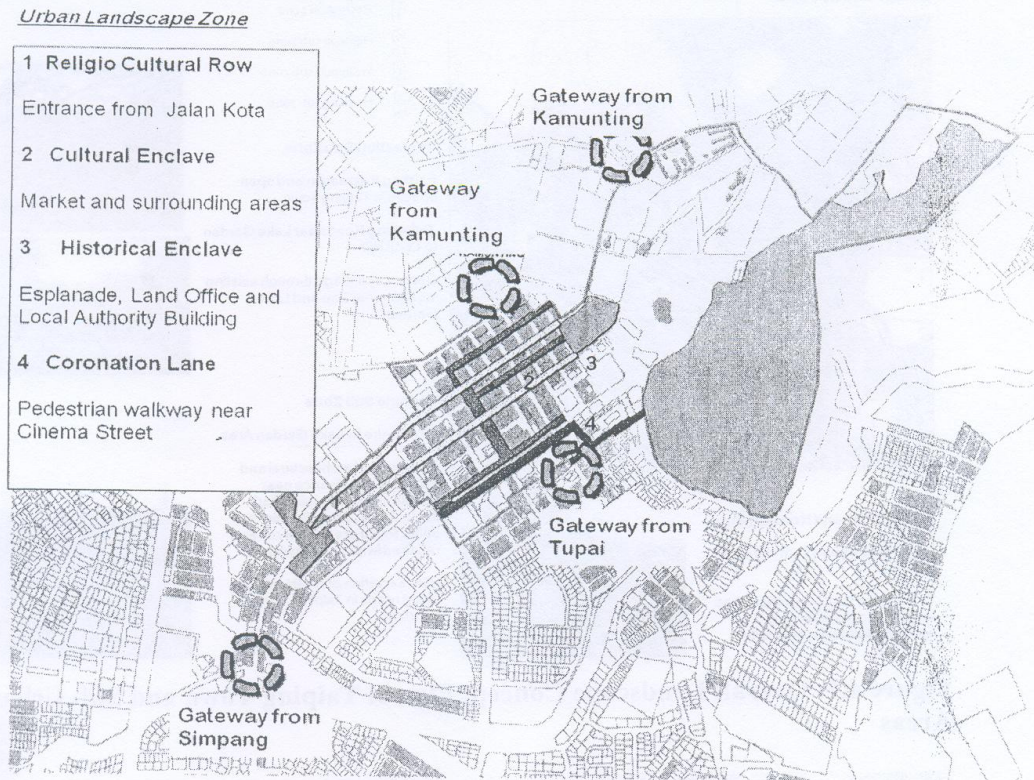 Urban Landscape Zone
1 Religio Cultural Row
Entrance from Jalan Kota
2 Cultural Enclave
Market and surrounding areas
3 Historical Enclave
Esplanade, Land Office and
Local Authority Building
4 Coronation Lane
Pedestrian walkway near
Cinema Street
Gateway from
Kamunting
Gateway
from
Kamunting
KAMUNTING
3
2
4
1
Gateway from
Tupai
Gateway from
Simpang